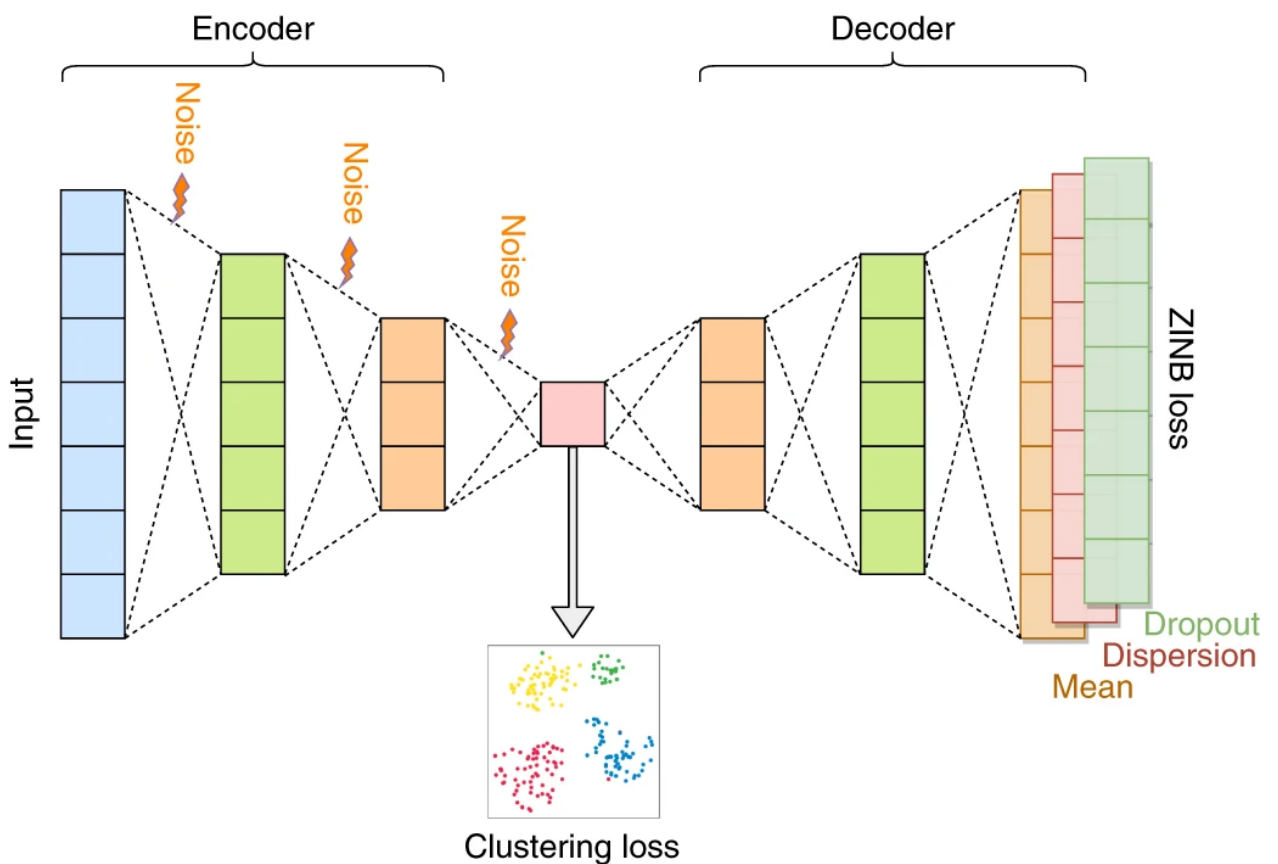 Encoder
Decoder
Noise
Noise
Noise
Input
ZINB loss
Dropout
Dispersion
Mean
Clustering loss